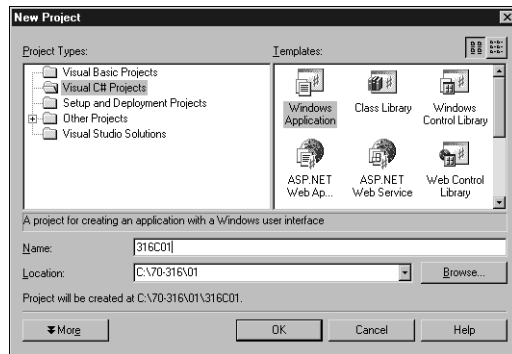 New Project
Project Types:
Templates:
Visual Basic Projects
Visual C# Projects
Setup and Deployment Projects
Other Projects
Visual Studio Solutions
Windows Application
Class Library
Windows Control Library
ASP.NET Web Ap...
ASP.NET Web Service
Web Control Library
A project for creating an application with a Windows user interface
Name:
316C01
Location:
C:\70-316\01
Browse...
Project will be created at C:\70-316\01\316C01.
More
OK
Cancel
Help